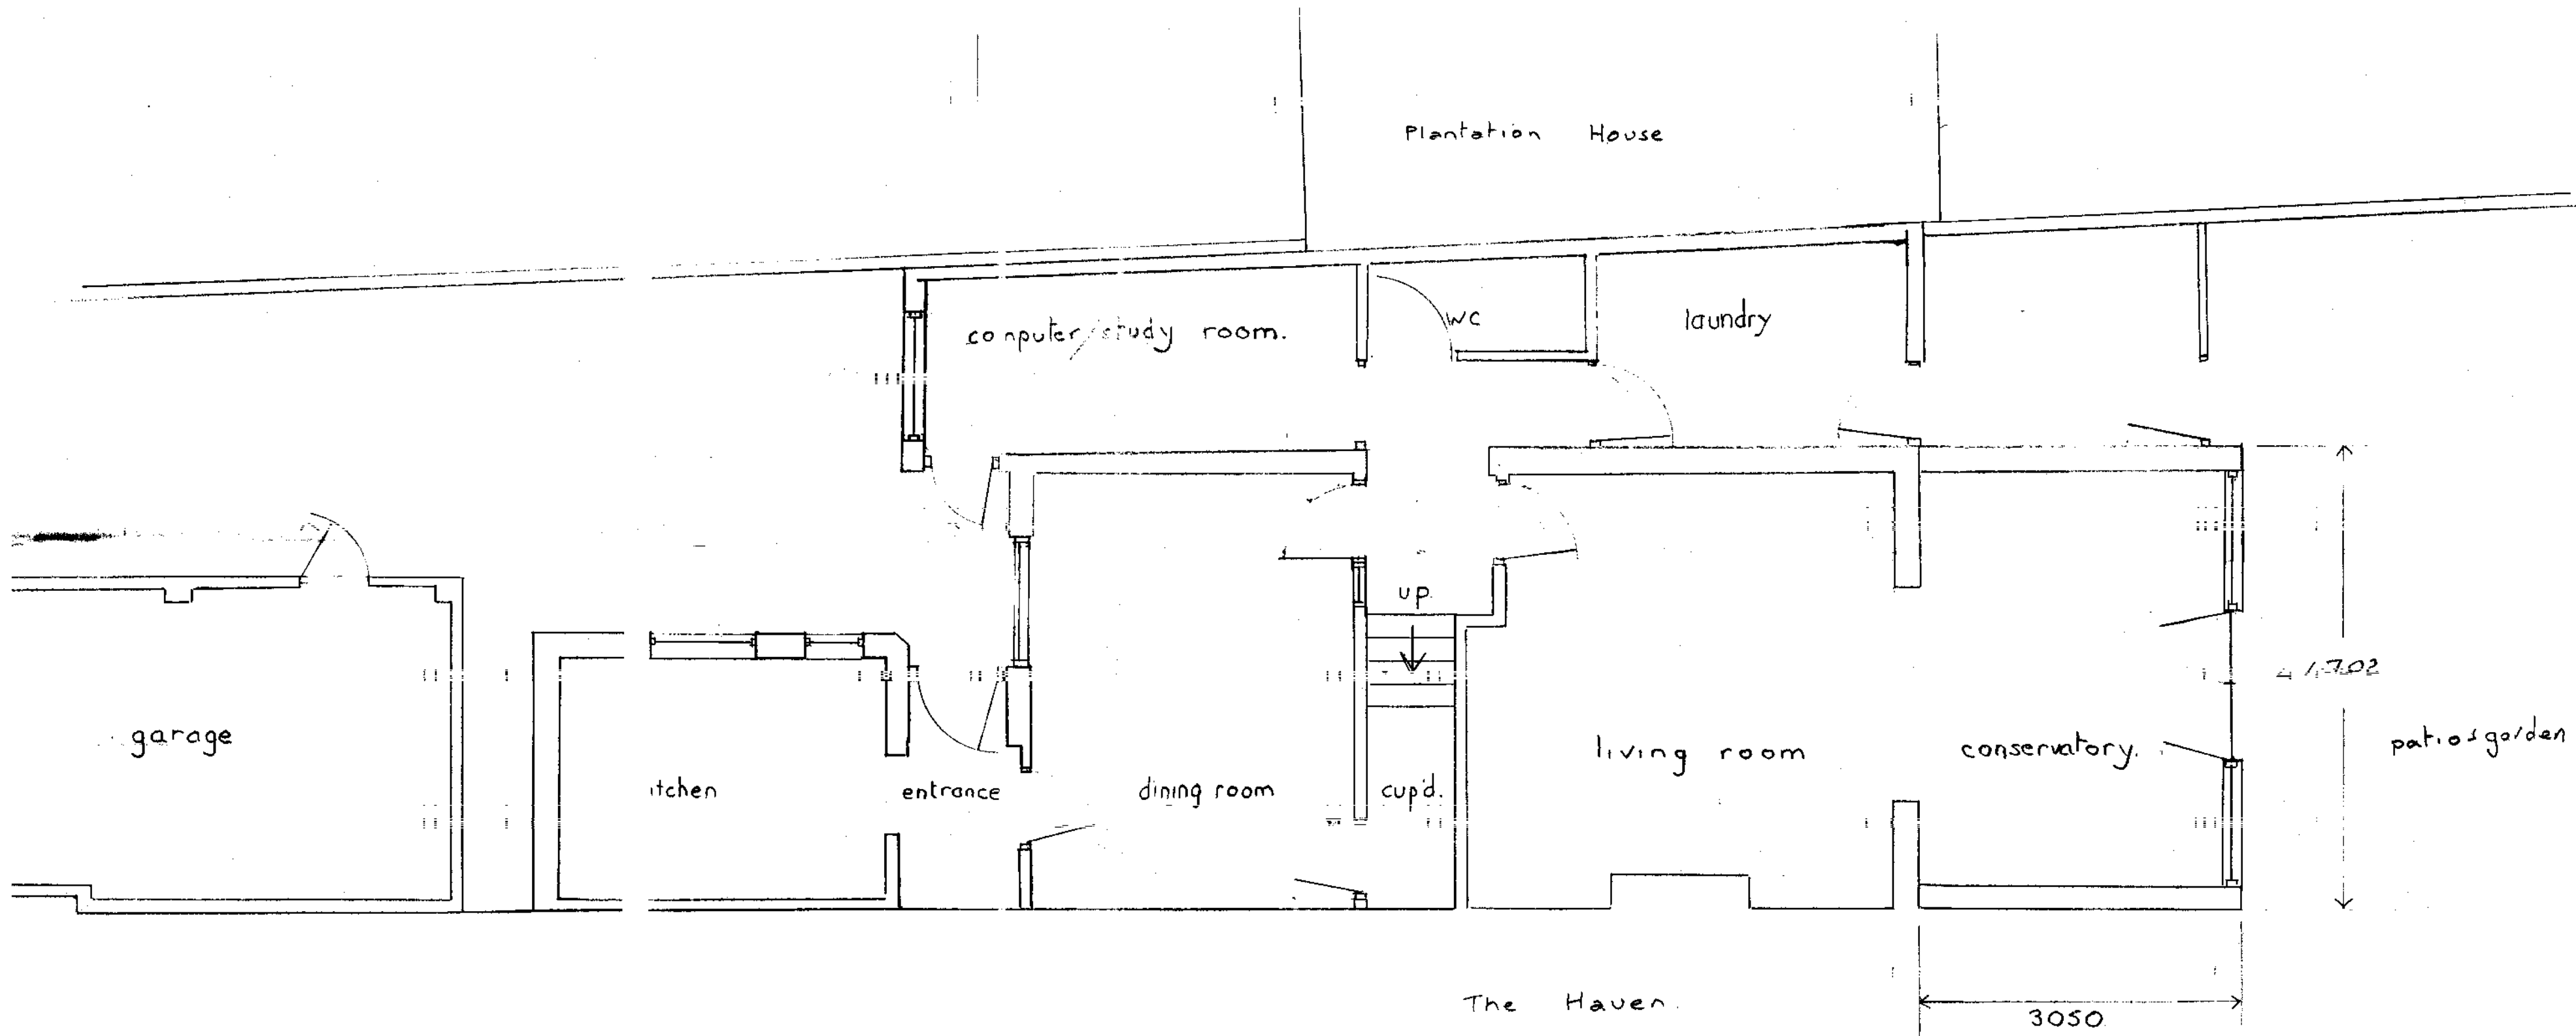 Plantation House
computer/study room.
WC
laundry
up.
garage
itchen
entrance
dining room
cup'd.
living room
conservatory.
patio & garden
The Haven.
3050